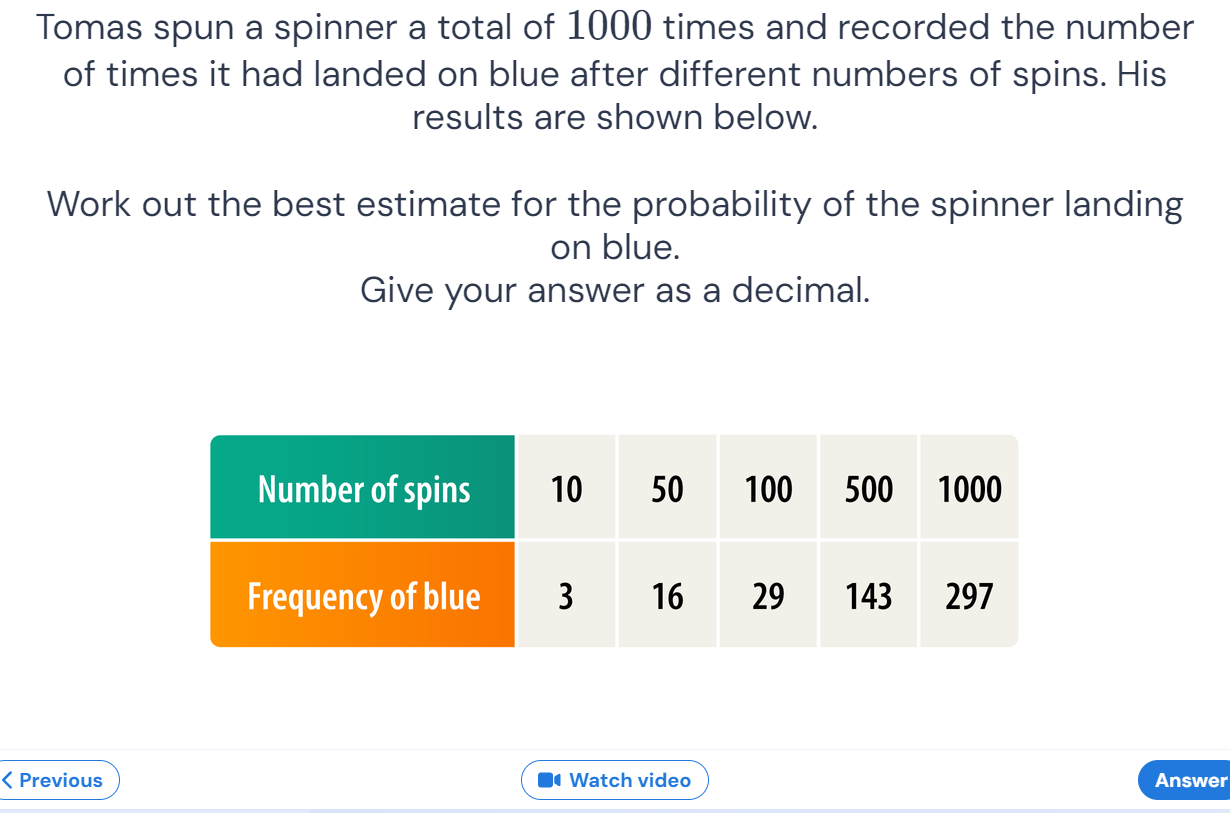 Tomas spun a spinner a total of 1000 times and recorded the number
of times it had landed on blue after different numbers of spins. His
results are shown below.
Work out the best estimate for the probability of the spinner landing
on blue.
Give your answer as a decimal.
Number of spins 10 50 100 500 1000
Frequency of blue 3 16 29 143 297
Previous Watch video Answer